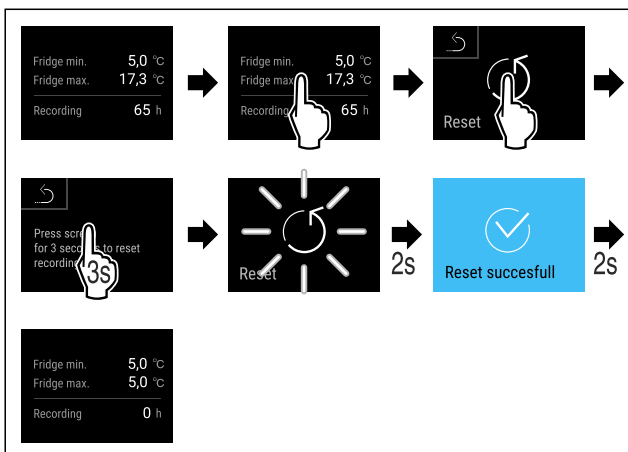 Fridge min. 5,0 °C
Fridge max. 17,3 °C
Recording 65 h
Fridge min. 5,0 °C
Fridge max 17,3 °C
Recording 65 h
Reset
Press scre
for 3 seconds to reset
recording
3s
Reset
2s
Reset succesfull
2s
Fridge min. 5,0 °C
Fridge max. 5,0 °C
Recording 0 h